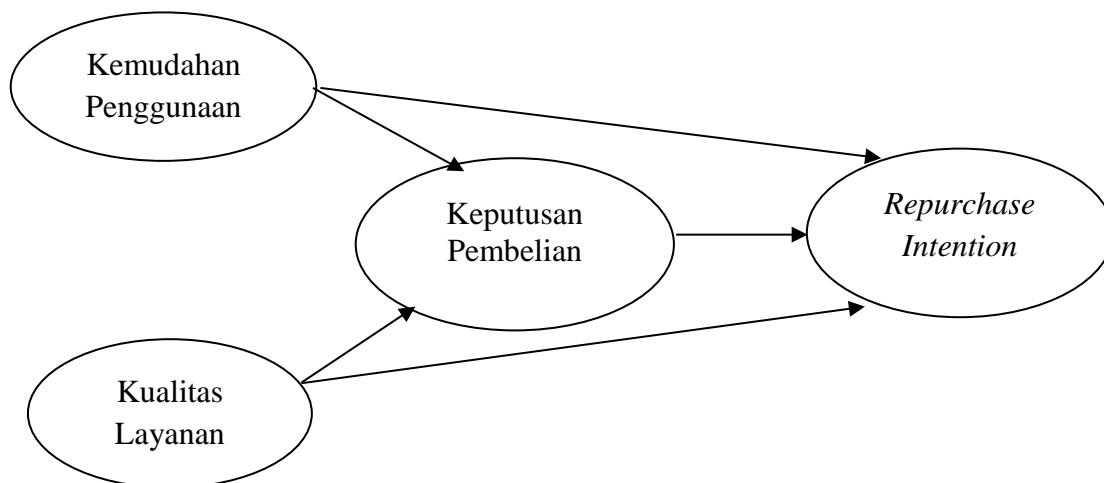 Kemudahan
Penggunaan
Keputusan
Pembelian
Repurchase
Intention
Kualitas
Layanan